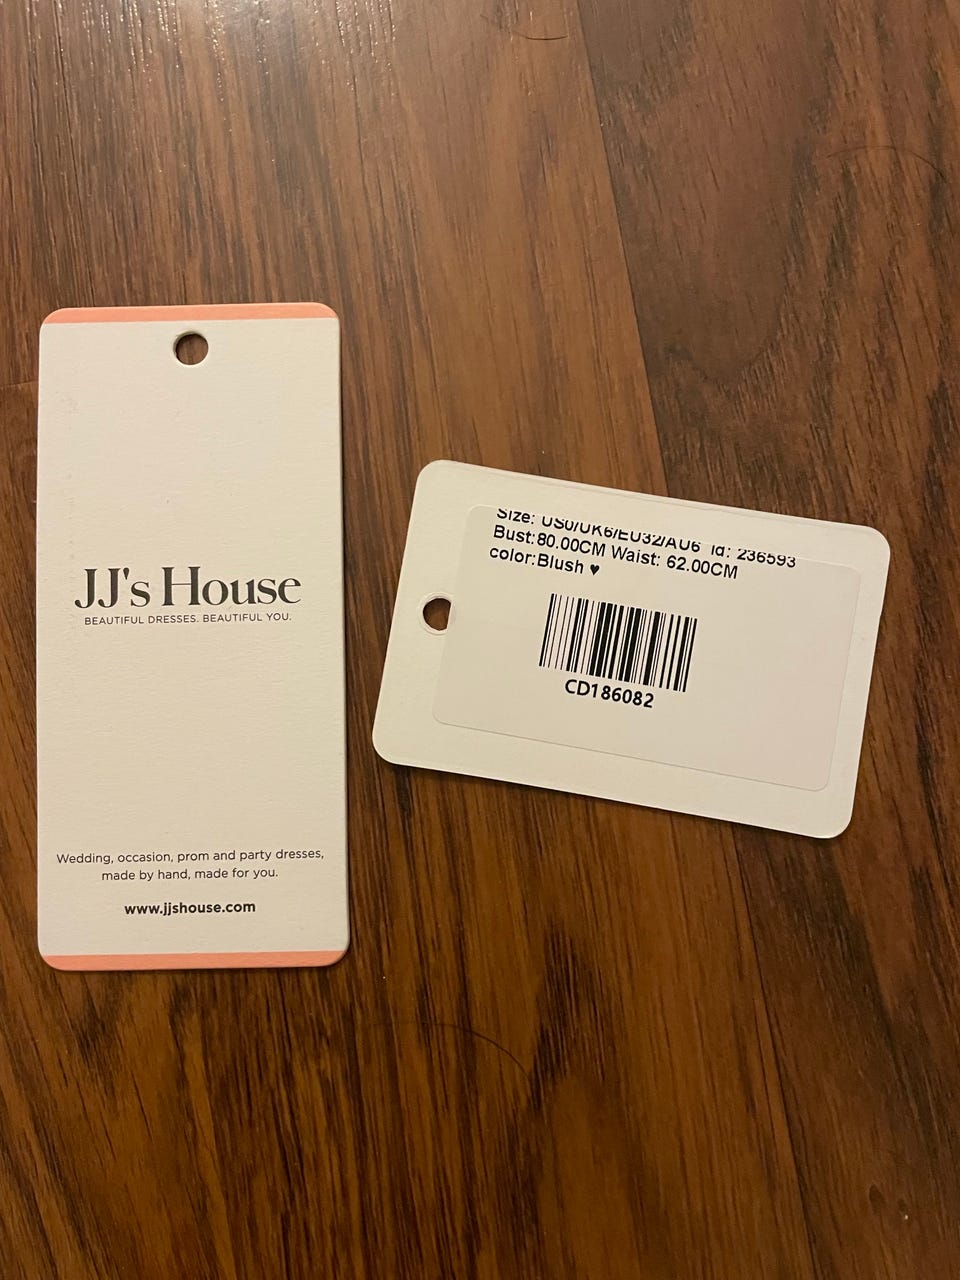 JJ's House
BEAUTIFUL DRESSES. BEAUTIFUL YOU.
Wedding, occasion, prom and party dresses,
made by hand, made for you.
www.jjshouse.com
Size: US0/UK6/EU32/AU6 Id: 236593
Bust:80.00CM Waist: 62.00CM
color:Blush ♥
CD186082